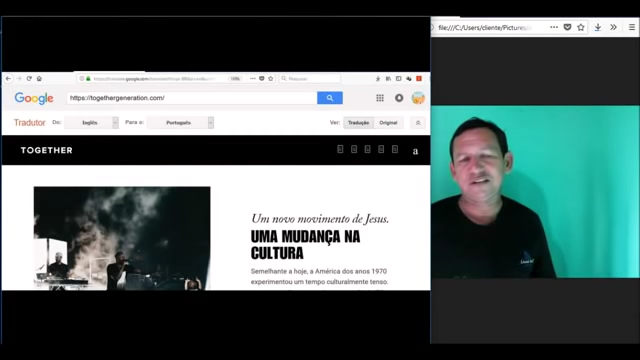 file:///C:/Users/cliente/Pictures
Google
https://togethergeneration.com/
Tradutor
De:
Inglês
Para o:
Português
Ver:
Tradução
Original
TOGETHER
a
Um novo movimento de Jesus.
UMA MUDANÇA NA
CULTURA
Semelhante a hoje, a América dos anos 1970
experimentou um tempo culturalmente tenso.